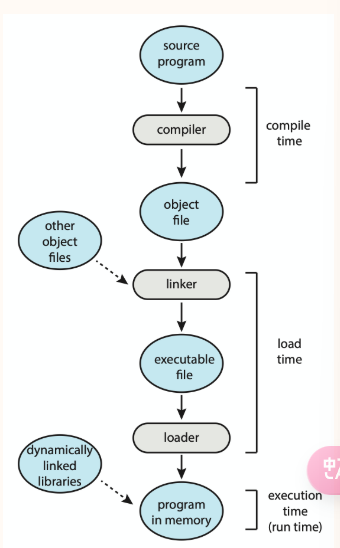 source
program
compiler
compile
time
object
file
other
object
files
linker
executable
file
load
time
loader
dynamically
linked
libraries
program
in memory
execution
time
(run time)
中